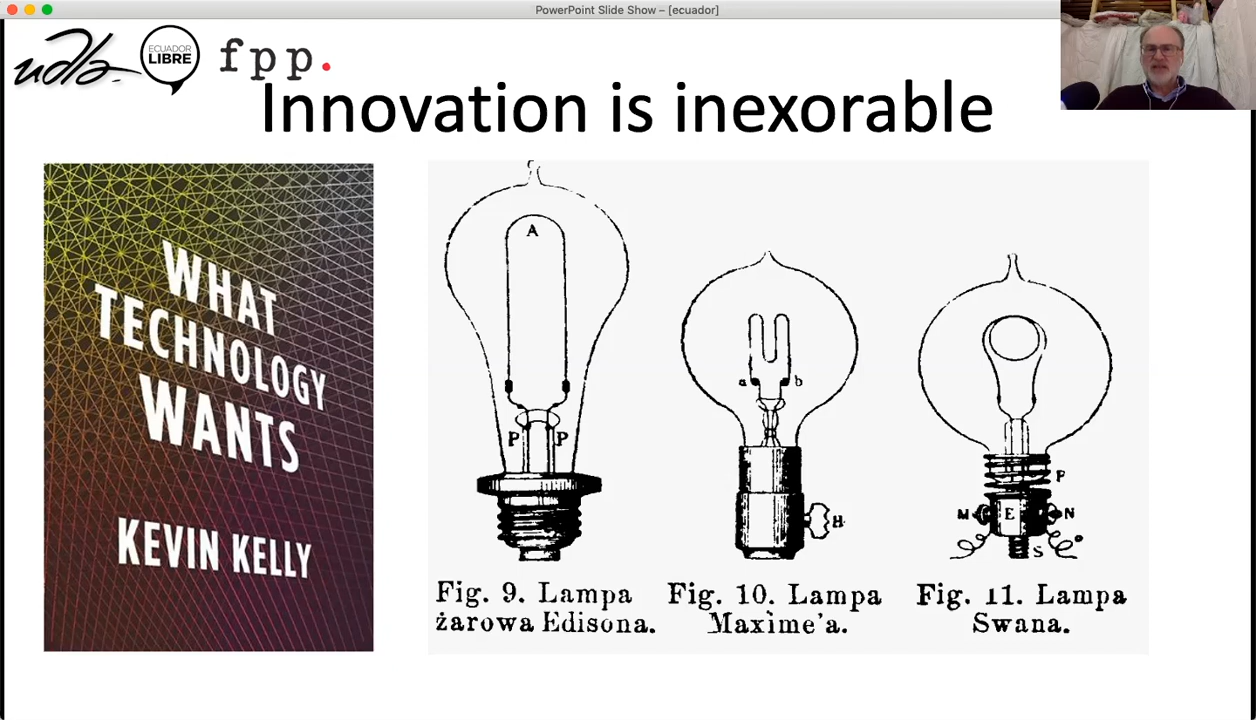 PowerPoint Slide Show – [ecuador]
udla.
ECUADOR
LIBRE
fpp.
Innovation is inexorable
WHAT
TECHNOLOGY
WANTS
KEVIN KELLY
A
P P
a b
H
P
M E N
S
Fig. 9. Lampa
żarowa Edisona.
Fig. 10. Lampa
Maxime'a.
Fig. 11. Lampa
Swana.